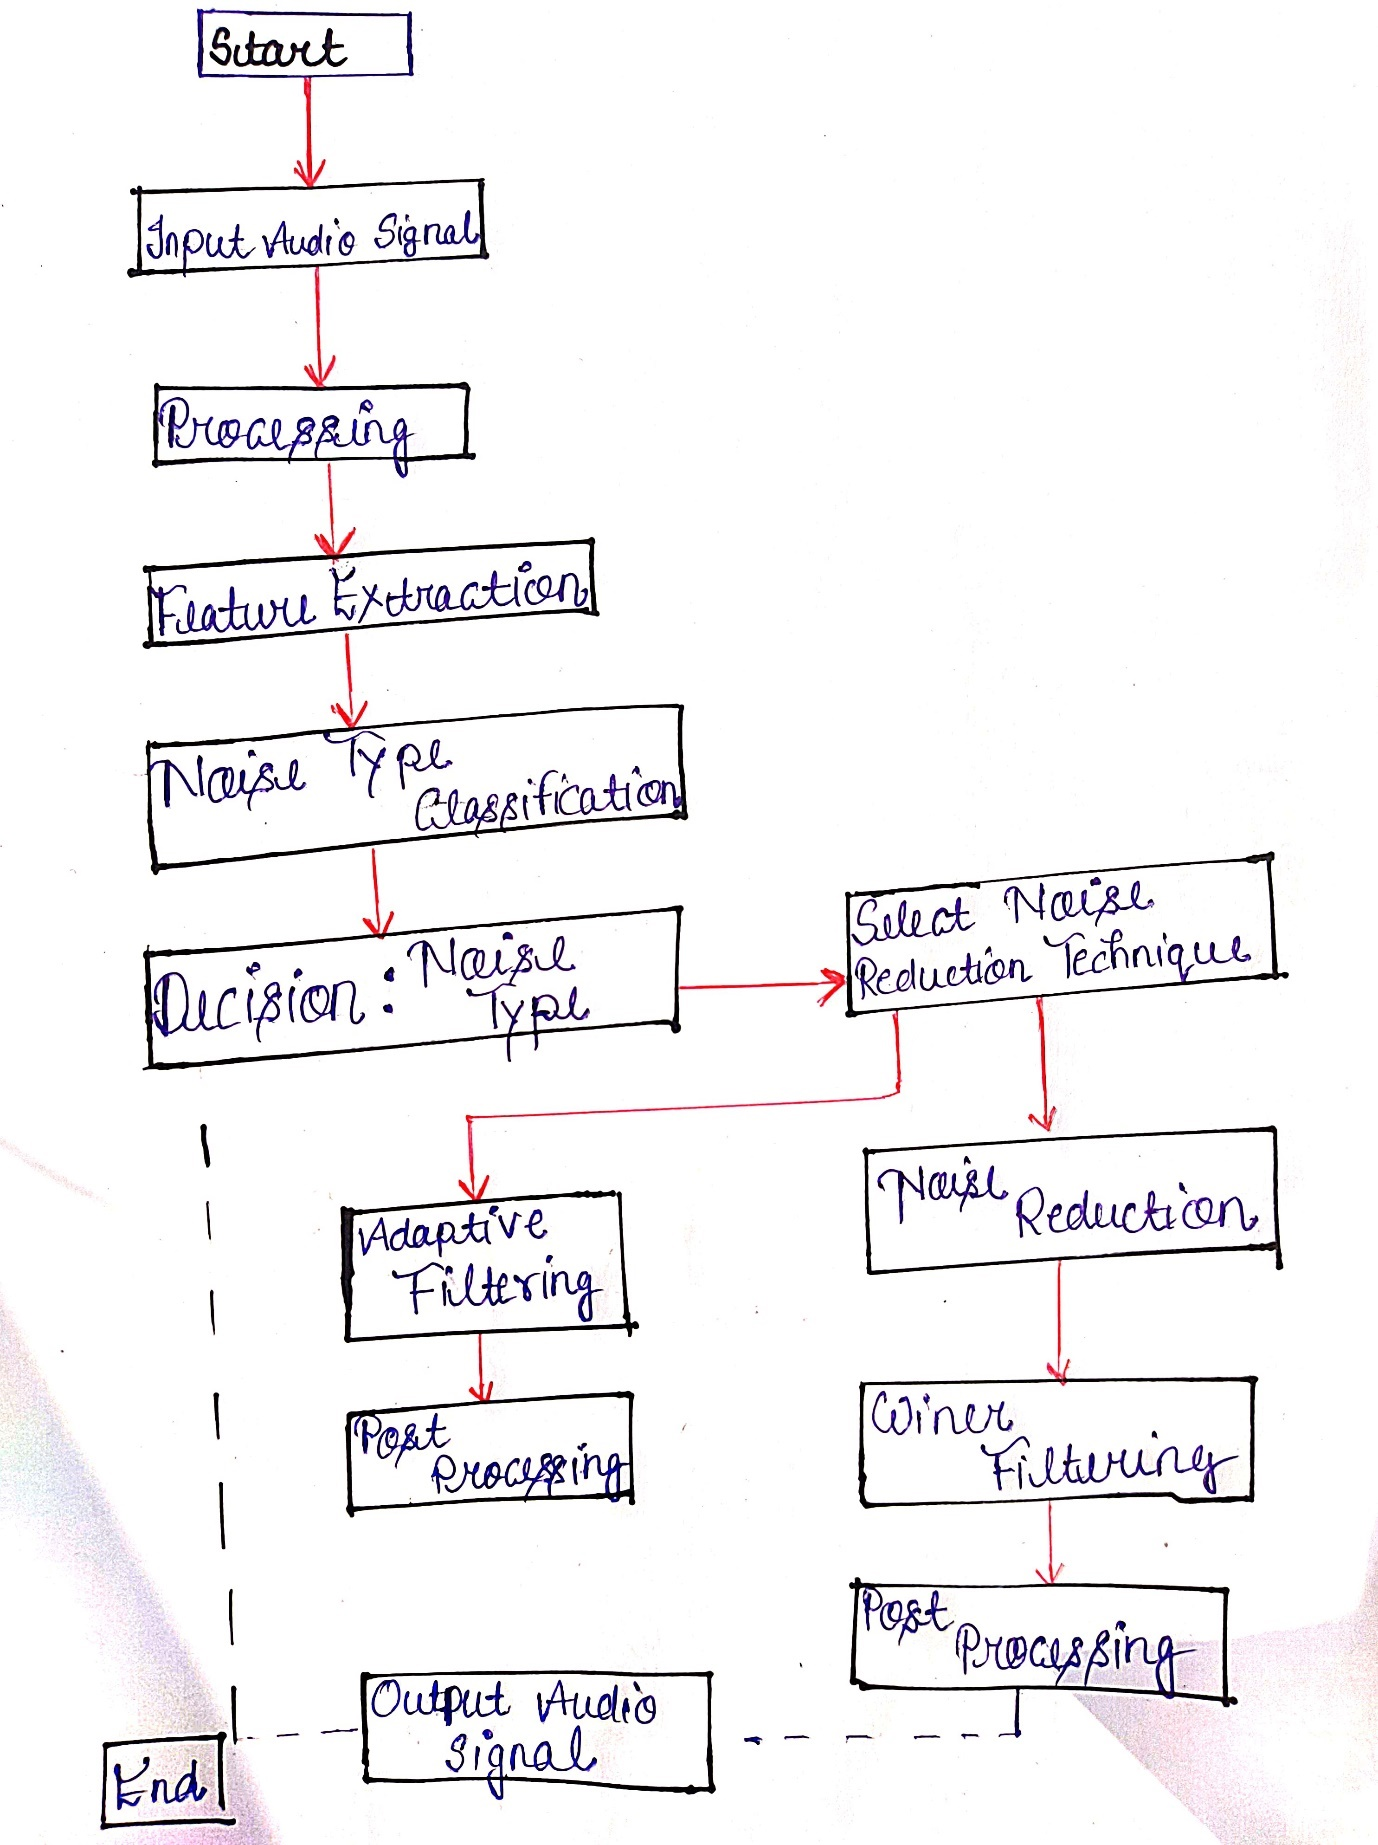 Start
Input Audio Signal
Processing
Feature Extraction
Noise Type
Classification
Decision: Noise
Type
Select Noise
Reduction Technique
Adaptive
Filtering
Post
Processing
Noise
Reduction
Winer
Filtering
Post
Processing
Output Audio
Signal
End